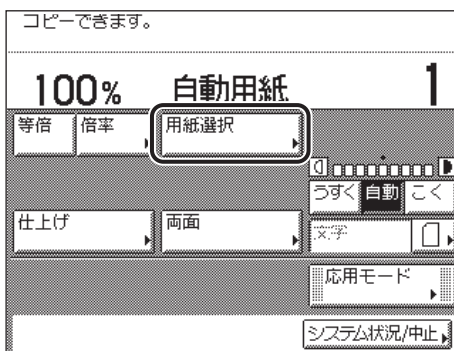 コピーできます。
100% 自動用紙 1
等倍 倍率 用紙選択
うすく 自動 こく
仕上げ 両面 文字
応用モード
システム状況/中止